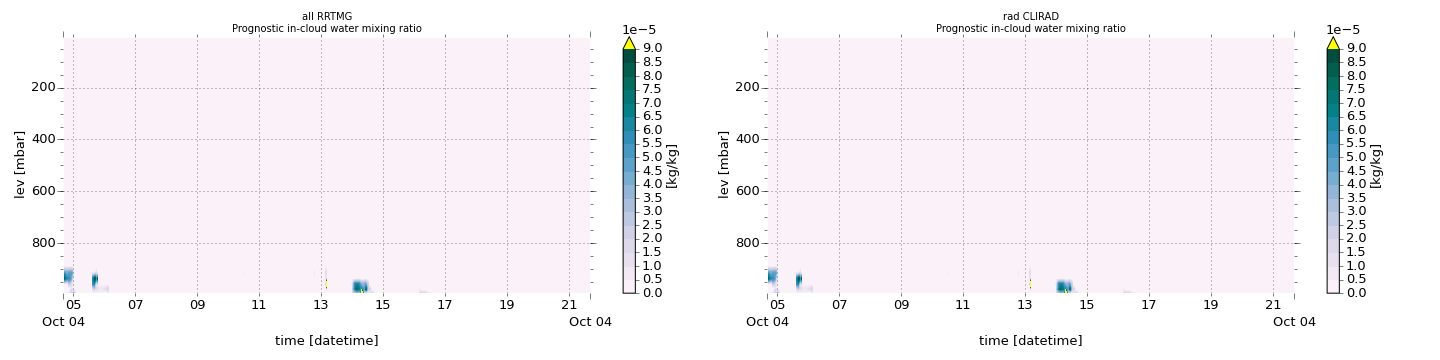 all RRTMG
Prognostic in-cloud water mixing ratio
1e−5
9.0
8.5
8.0
7.5
7.0
6.5
6.0
5.5
5.0
4.5
4.0
3.5
3.0
2.5
2.0
1.5
1.0
0.5
0.0
[kg/kg]
200
400
600
800
lev [mbar]
05 07 09 11 13 15 17 19 21
Oct 04 Oct 04
time [datetime]
rad CLIRAD
Prognostic in-cloud water mixing ratio
1e−5
9.0
8.5
8.0
7.5
7.0
6.5
6.0
5.5
5.0
4.5
4.0
3.5
3.0
2.5
2.0
1.5
1.0
0.5
0.0
[kg/kg]
200
400
600
800
lev [mbar]
05 07 09 11 13 15 17 19 21
Oct 04 Oct 04
time [datetime]